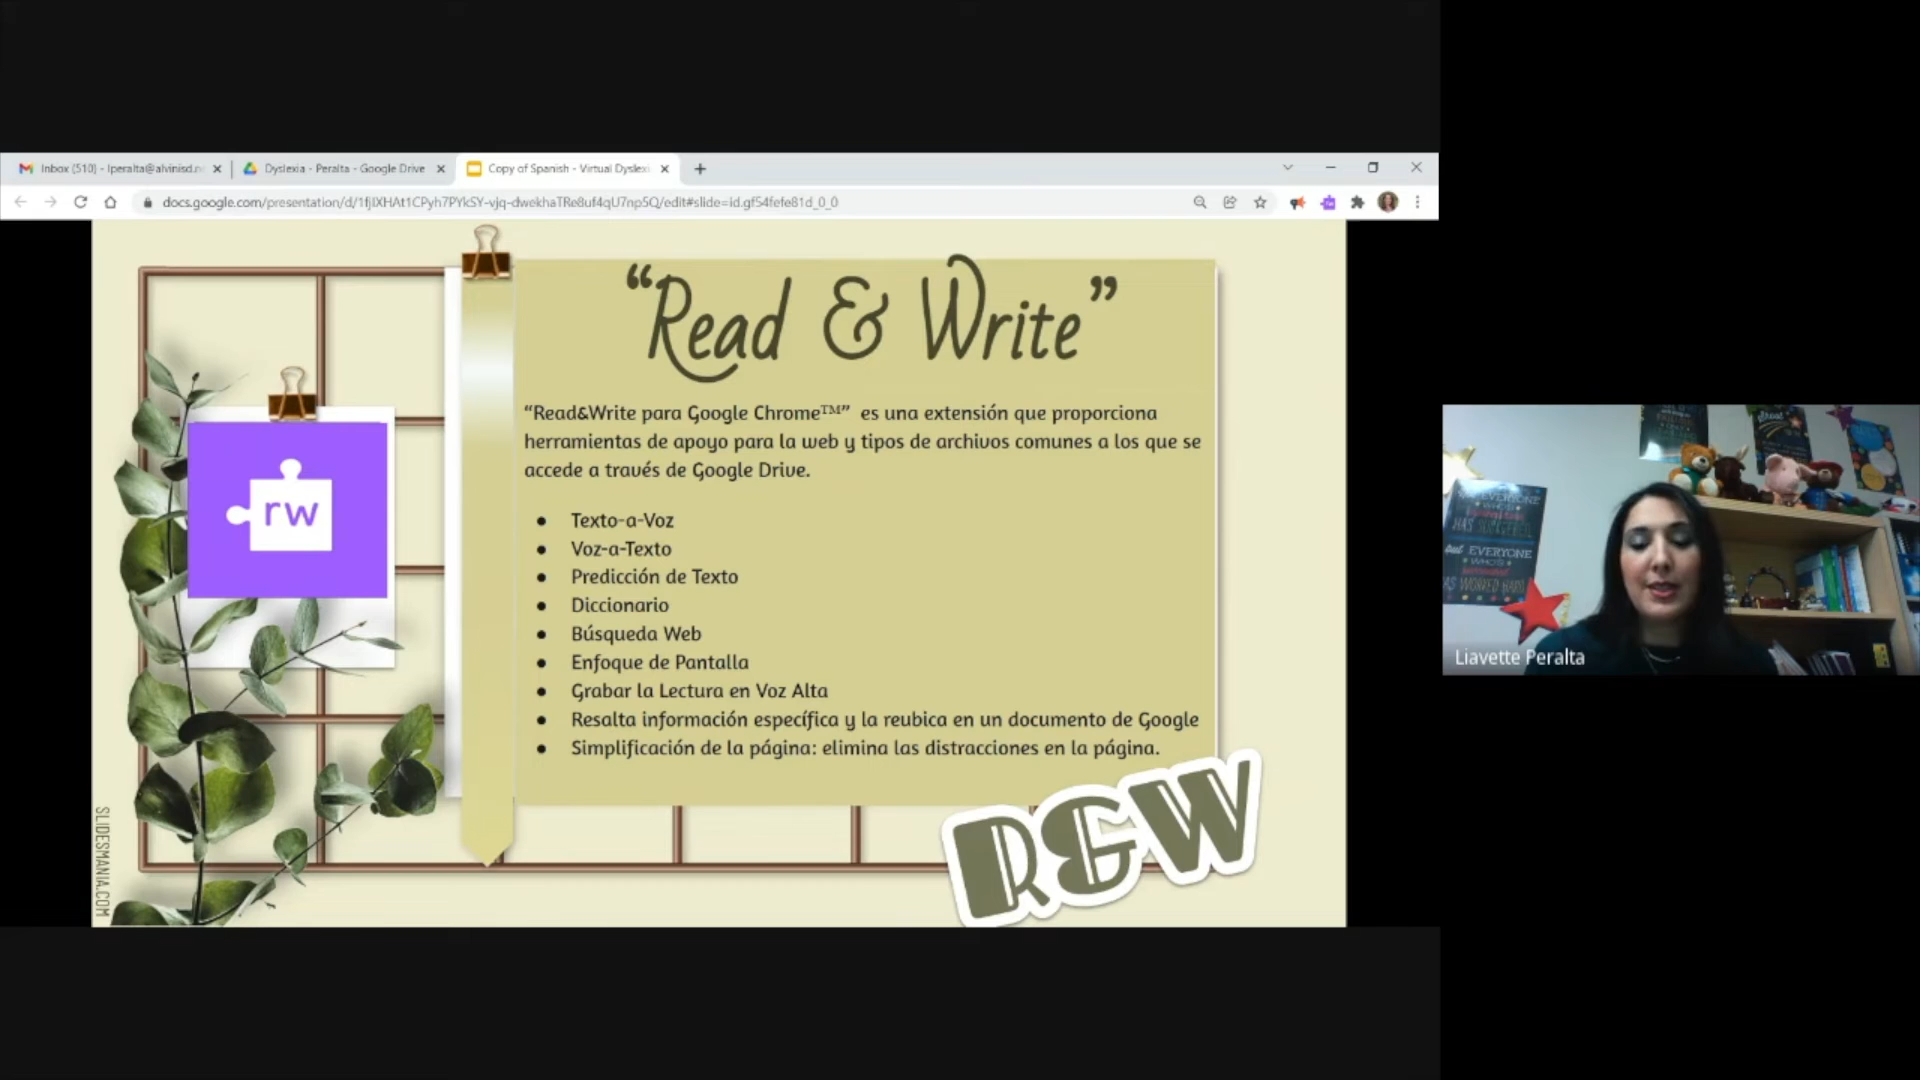 Inbox (510) - lperalta@alvinisd.n
Dyslexia - Peralta - Google Drive
Copy of Spanish - Virtual Dyslexi
docs.google.com/presentation/d/1fjIXHAt1CPyh7PYkSY-vjq-dwekhaTRe8uf4qU7np5Q/edit#slide=id.gf54fefe81d_0_0
“Read & Write”
rw
“Read&Write para Google Chrome™” es una extensión que proporciona
herramientas de apoyo para la web y tipos de archivos comunes a los que se
accede a través de Google Drive.
● Texto-a-Voz
● Voz-a-Texto
● Predicción de Texto
● Diccionario
● Búsqueda Web
● Enfoque de Pantalla
● Grabar la Lectura en Voz Alta
● Resalta información específica y la reubica en un documento de Google
● Simplificación de la página: elimina las distracciones en la página.
R&W
SLIDESMANIA.COM
EVERYONE
WHO'S
HAS
but EVERYONE
WHO'S
HAS WORKED HARD
Liavette Peralta